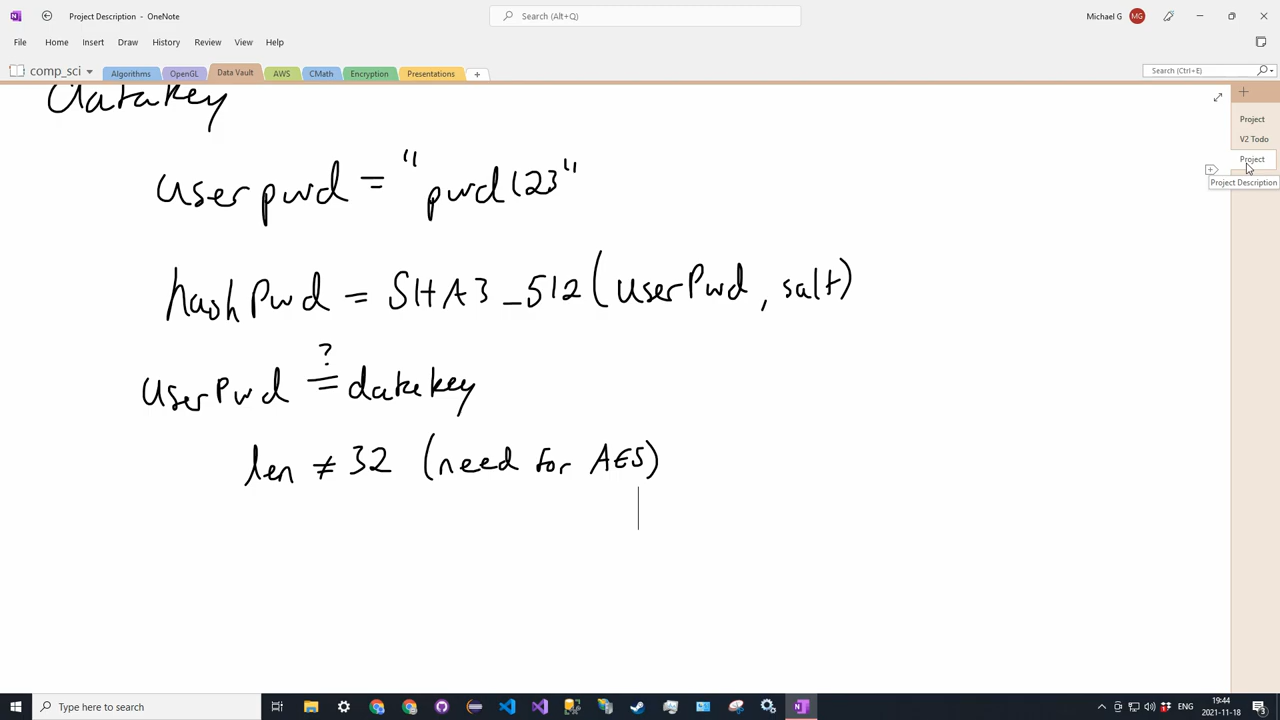 Project Description - OneNote
Search (Alt+Q)
Michael G
MG
File Home Insert Draw History Review View Help
comp_sci
Algorithms OpenGL Data Vault AWS CMath Encryption Presentations +
Search (Ctrl+E)
Project
V2 Todo
Project
Project Description
datakey
userpwd = "pwd123"
hashPwd = SHA3_512(userPwd, salt)
?
userPwd = datakey
len ≠ 32 (need for AES)
Type here to search
ENG
19:44
2021-11-18